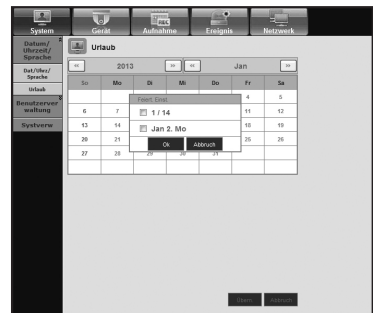 System Gerät Aufnahme Ereignis Netzwerk
Datum/
Uhrzeit/
Sprache
Dat/Uhrz/
Sprache
Urlaub
Benutzerver
waltung
Systverw
Urlaub
2013 Jan
So Mo Di Mi Do Fr Sa
4 5
6 7 11 12
13 14 18 19
20 21 25 26
27 28 29 30 31
Feiert. Einst.
1 / 14
Jan 2. Mo
Ok Abbruch
Übern. Abbruch